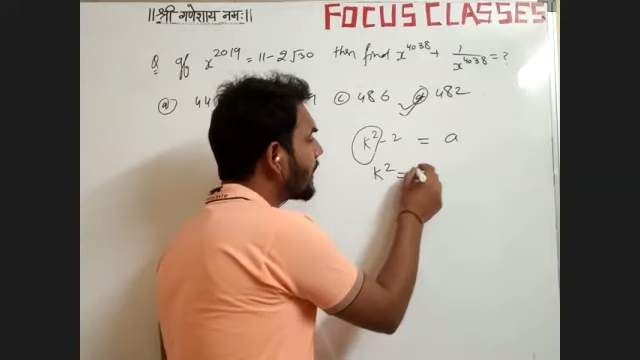 ||श्री गणेशाय नमः||
FOCUS CLASSES
Q If x^2019 = 11-2√30 then find x^4038 + 1/x^4038 = ?
(a) 44 (c) 486 (d) 482
k²-2 = a
k² =